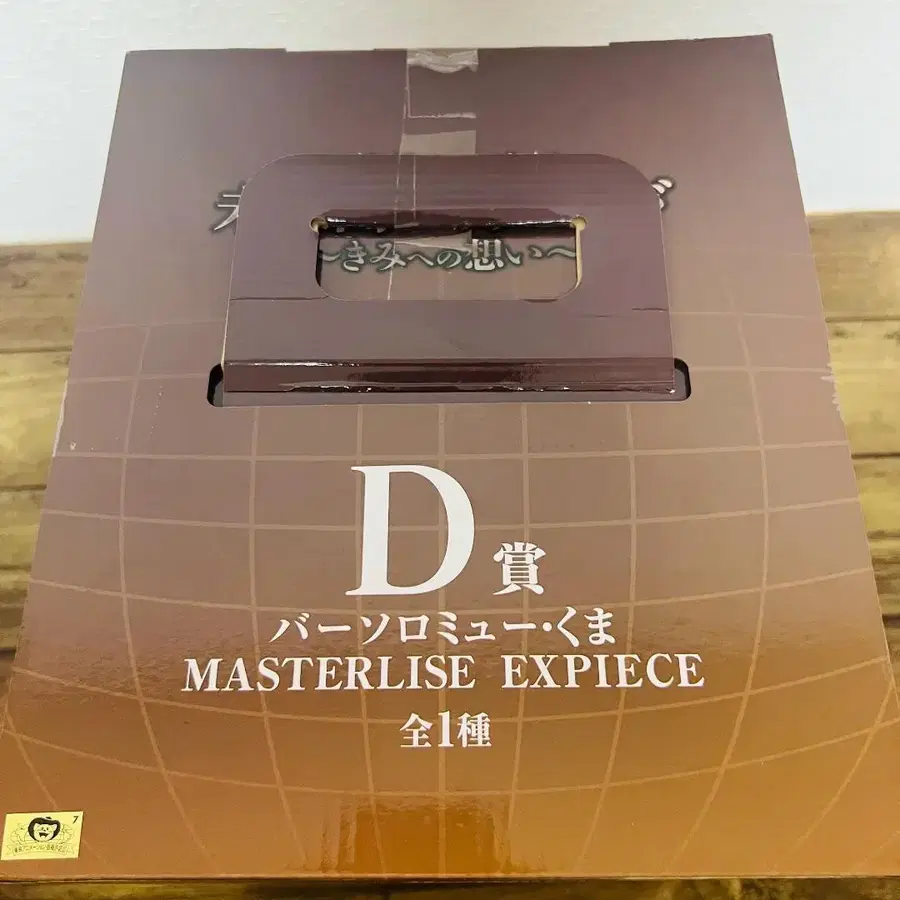 〜きみへの想い〜
D賞
バーソロミュー・くま
MASTERLISE EXPIECE
全1種
7